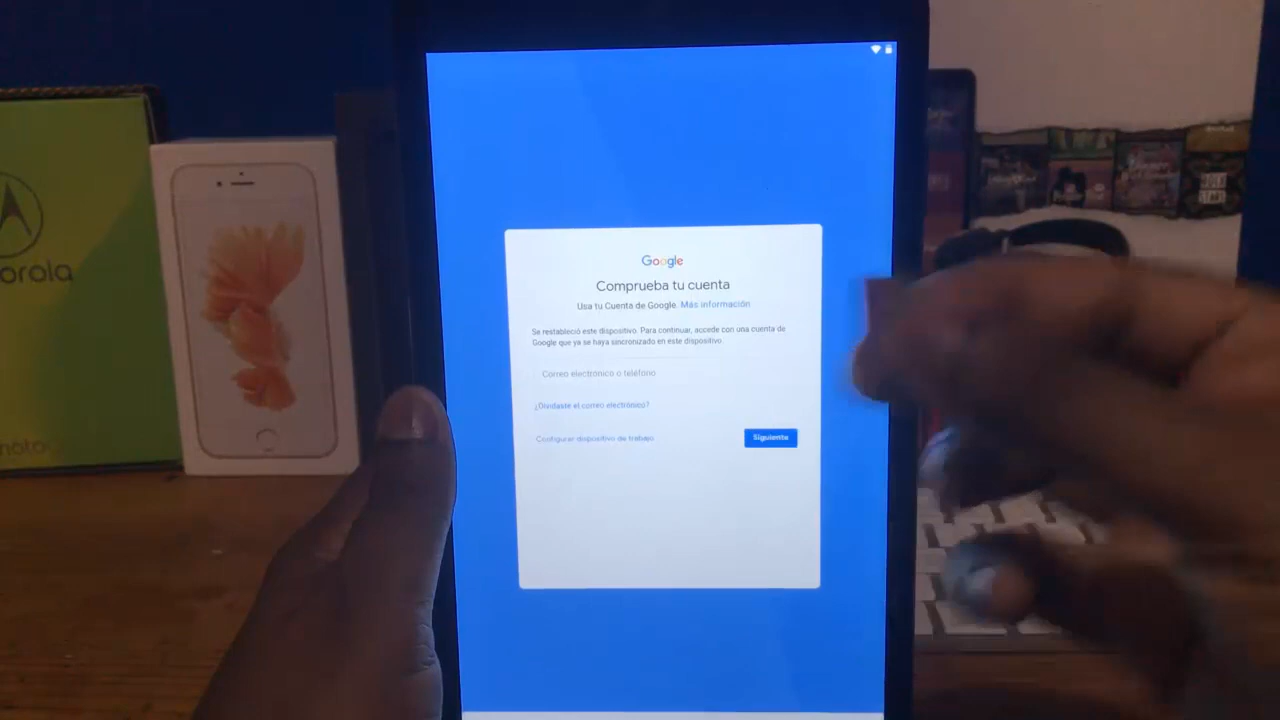 orola
moto
Google
Comprueba tu cuenta
Usa tu Cuenta de Google. Más información
Se restableció este dispositivo. Para continuar, accede con una cuenta de
Google que ya se haya sincronizado en este dispositivo.
Correo electrónico o teléfono
¿Olvidaste el correo electrónico?
Configurar dispositivo de trabajo
Siguiente